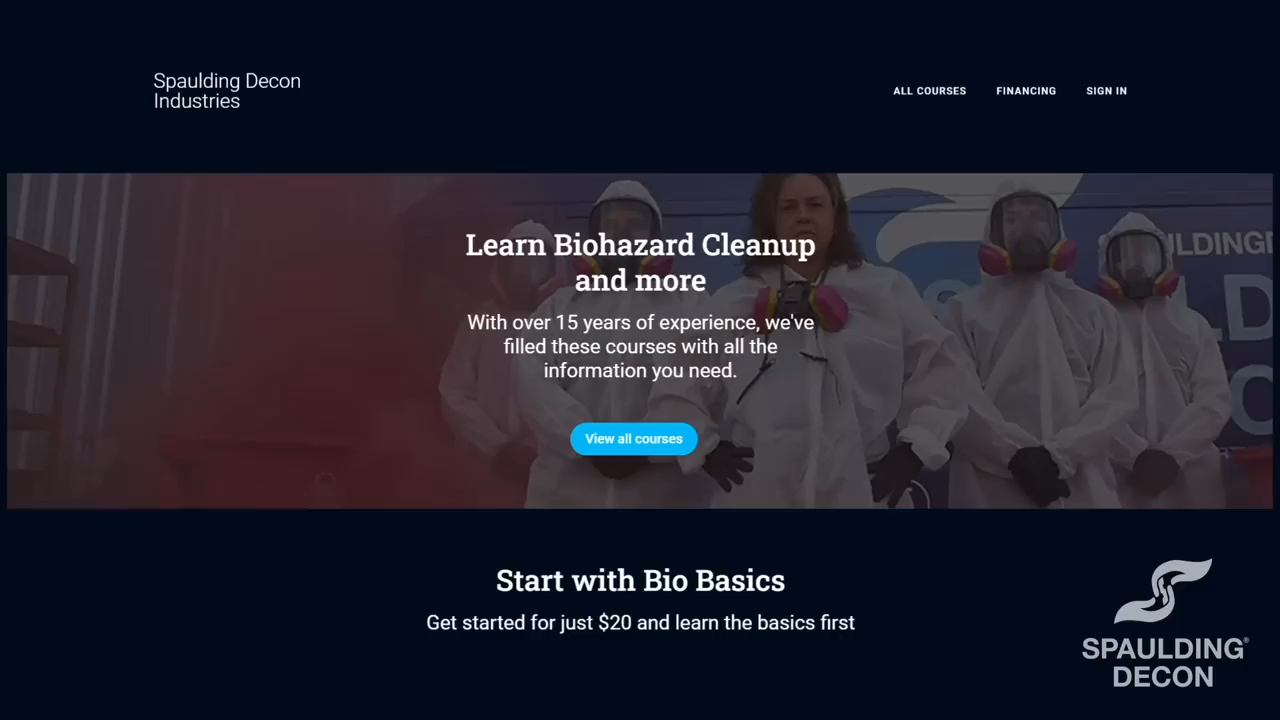 Spaulding Decon
Industries
ALL COURSES FINANCING SIGN IN
Learn Biohazard Cleanup
and more
With over 15 years of experience, we've
filled these courses with all the
information you need.
View all courses
Start with Bio Basics
Get started for just $20 and learn the basics first
SPAULDING®
DECON